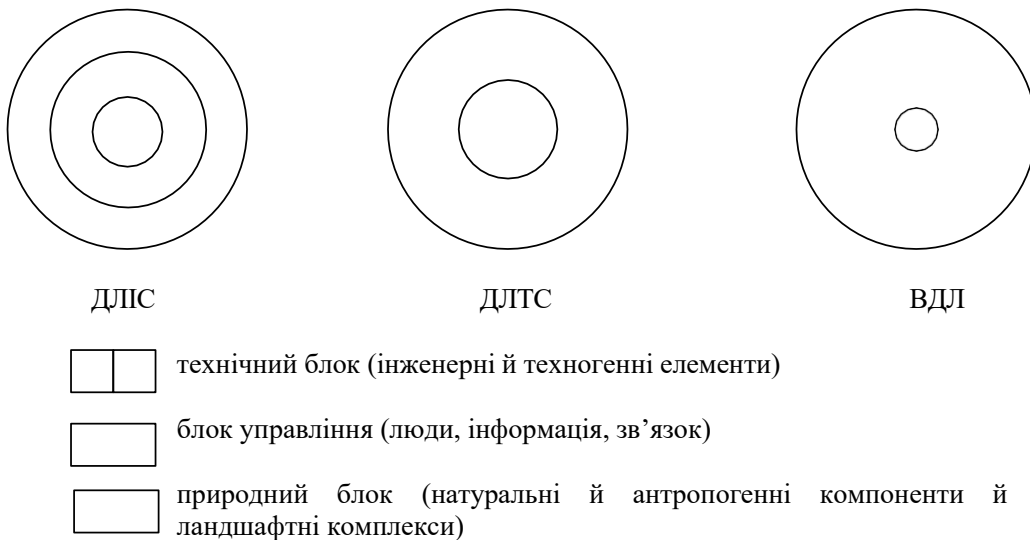 ДЛІС ДЛТС ВДЛ
технічний блок (інженерні й техногенні елементи)
блок управління (люди, інформація, зв’язок)
природний блок (натуральні й антропогенні компоненти й
ландшафтні комплекси)